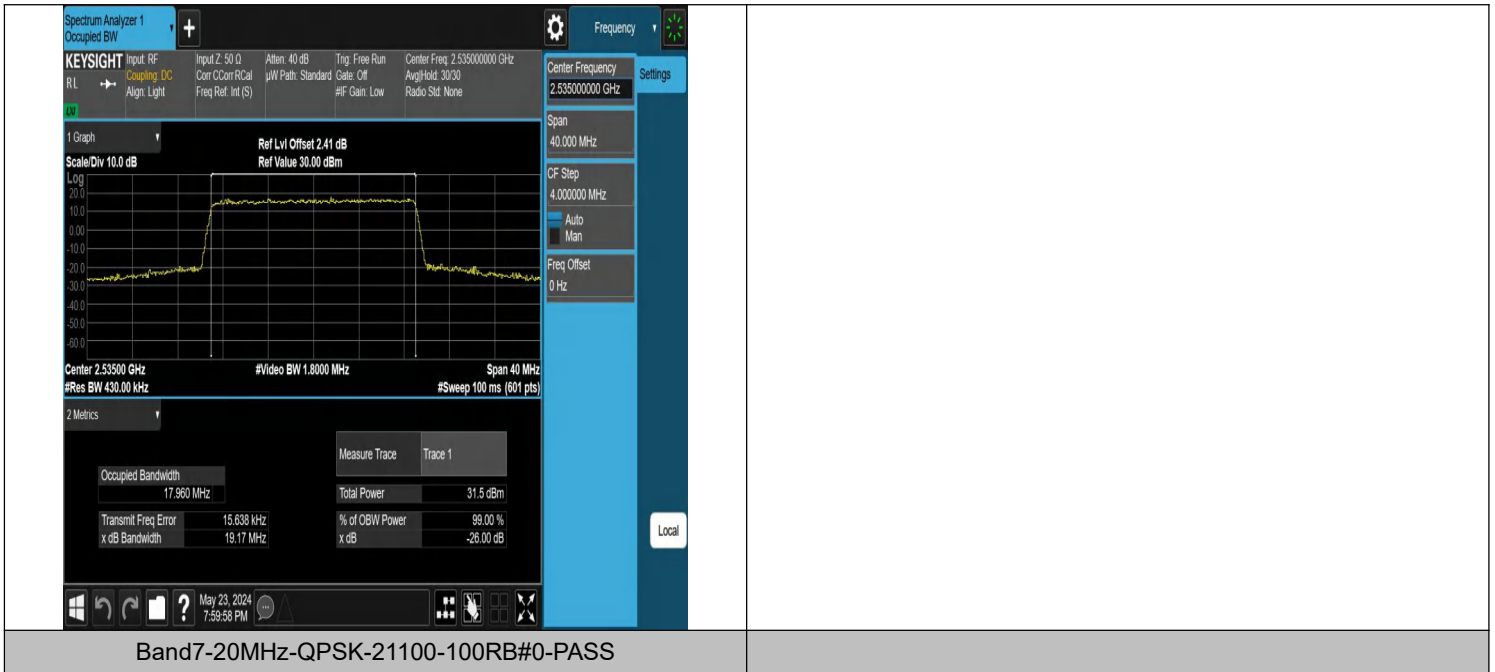 Spectrum Analyzer 1
Occupied BW
Frequency
KEYSIGHT
RL
LXI
Input: RF
Coupling: DC
Align: Light
Input Z: 50 Ω
Corr CCorr RCal
Freq Ref: Int (S)
Atten: 40 dB
µW Path: Standard
Trig: Free Run
Gate: Off
#IF Gain: Low
Center Freq: 2.535000000 GHz
Avg|Hold: 30/30
Radio Std: None
Center Frequency
2.535000000 GHz
Settings
Span
40.000 MHz
CF Step
4.000000 MHz
Auto
Man
Freq Offset
0 Hz
Local
1 Graph
Scale/Div 10.0 dB
Ref Lvl Offset 2.41 dB
Ref Value 30.00 dBm
Log
20.0
10.0
0.00
-10.0
-20.0
-30.0
-40.0
-50.0
-60.0
Center 2.53500 GHz
#Video BW 1.8000 MHz
Span 40 MHz
#Res BW 430.00 kHz
#Sweep 100 ms (601 pts)
2 Metrics
Measure Trace
Trace 1
Occupied Bandwidth
17.960 MHz
Total Power
31.5 dBm
Transmit Freq Error
15.638 kHz
% of OBW Power
99.00 %
x dB Bandwidth
19.17 MHz
x dB
-26.00 dB
?
May 23, 2024
7:59:58 PM
Band7-20MHz-QPSK-21100-100RB#0-PASS